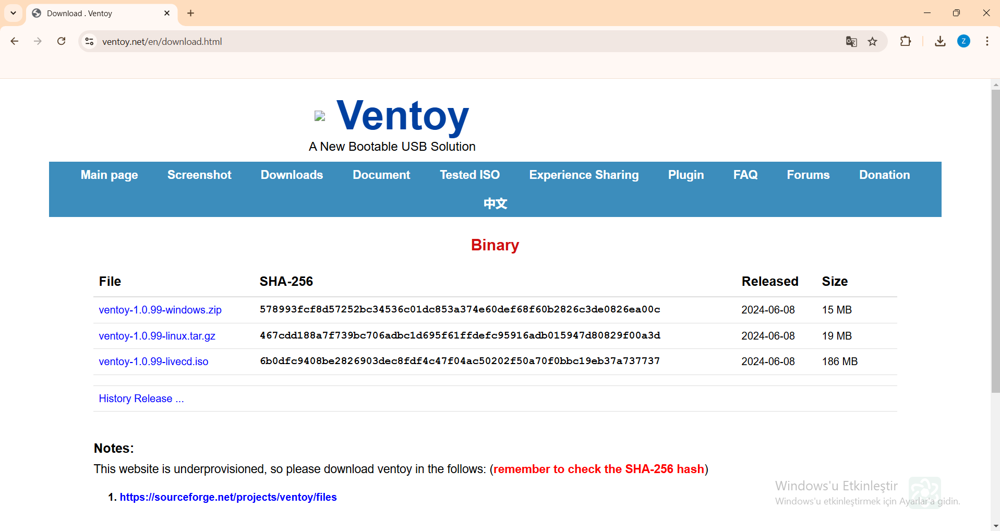 Download . Ventoy
ventoy.net/en/download.html
Z
Ventoy
A New Bootable USB Solution
Main page Screenshot Downloads Document Tested ISO Experience Sharing Plugin FAQ Forums Donation
中文
Binary
File SHA-256 Released Size
ventoy-1.0.99-windows.zip 578993fcf8d57252bc34536c01dc853a374e60def68f60b2826c3de0826ea00c 2024-06-08 15 MB
ventoy-1.0.99-linux.tar.gz 467cdd188a7f739bc706adbc1d695f61ffdefc95916adb015947d80829f00a3d 2024-06-08 19 MB
ventoy-1.0.99-livecd.iso 6b0dfc9408be2826903dec8fdf4c47f04ac50202f50a70f0bbc19eb37a737737 2024-06-08 186 MB
History Release ...
Notes:
This website is underprovisioned, so please download ventoy in the follows: (remember to check the SHA-256 hash)
1. https://sourceforge.net/projects/ventoy/files
Windows'u Etkinleştir
Windows'u etkinleştirmek için Ayarlar'a gidin.